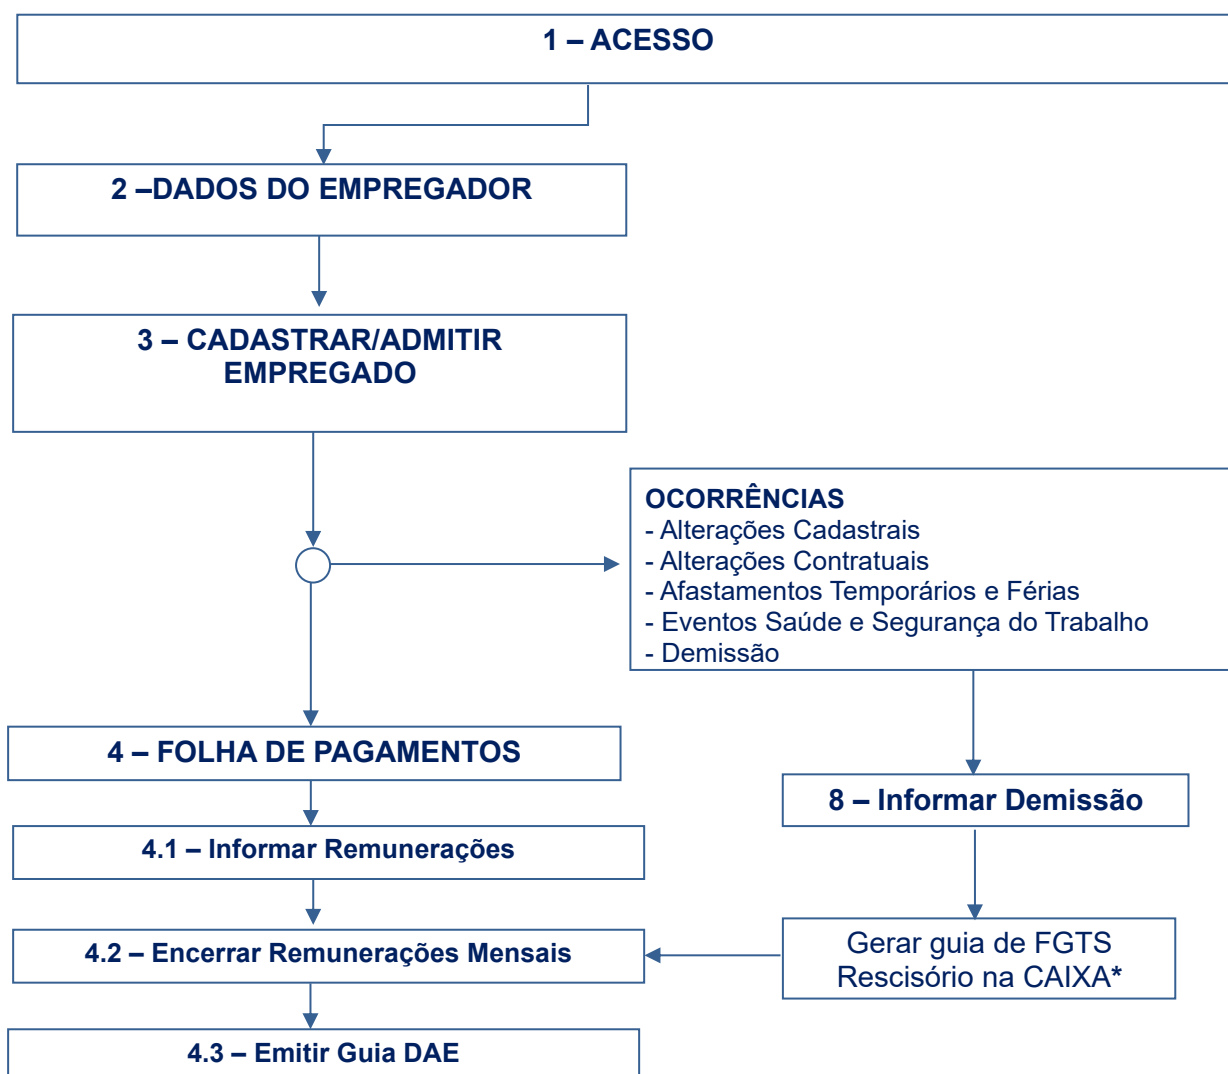 1 – ACESSO
2 –DADOS DO EMPREGADOR
3 – CADASTRAR/ADMITIR
EMPREGADO
OCORRÊNCIAS
- Alterações Cadastrais
- Alterações Contratuais
- Afastamentos Temporários e Férias
- Eventos Saúde e Segurança do Trabalho
- Demissão
4 – FOLHA DE PAGAMENTOS
8 – Informar Demissão
4.1 – Informar Remunerações
4.2 – Encerrar Remunerações Mensais
Gerar guia de FGTS
Rescisório na CAIXA*
4.3 – Emitir Guia DAE